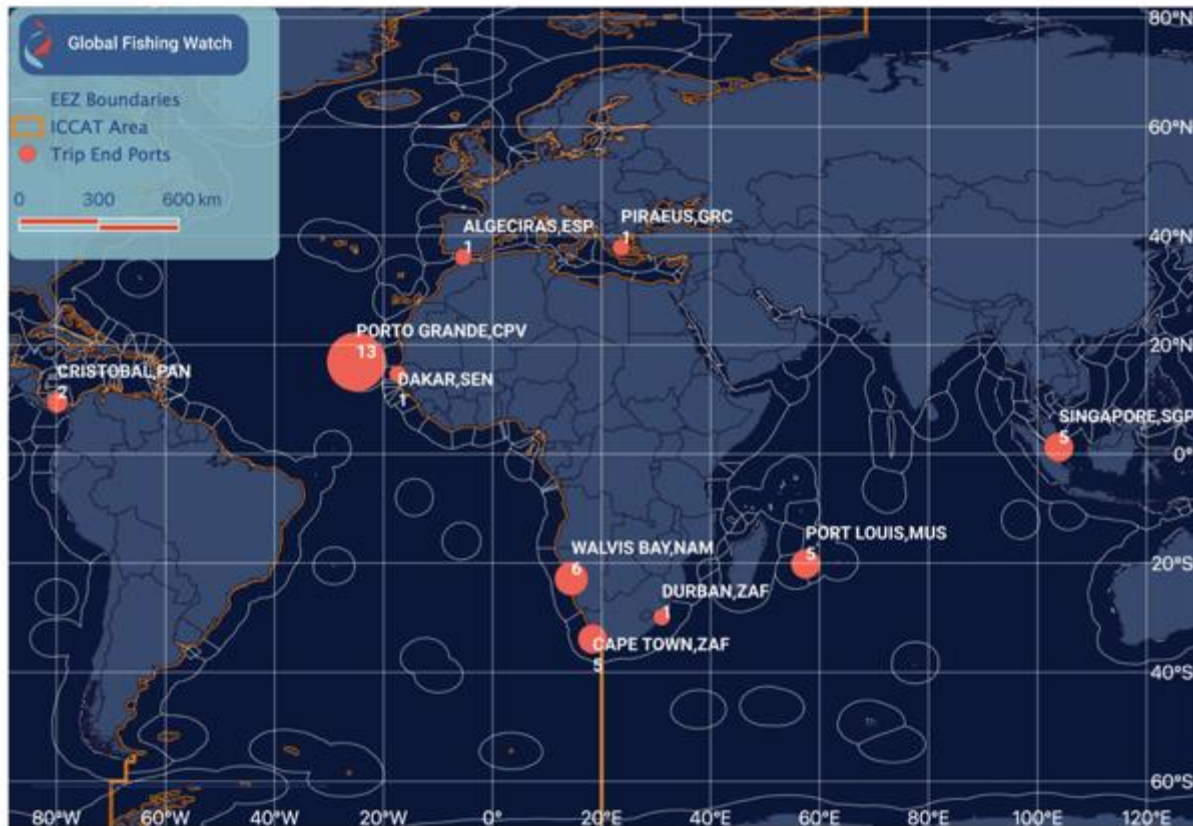 Global Fishing Watch
EEZ Boundaries
ICCAT Area
Trip End Ports
0 300 600 km
80°N
60°N
ALGECIRAS,ESP
1
PIRAEUS,GRC
1
40°N
PORTO GRANDE,CPV
13
20°N
CRISTOBAL,PAN
2
DAKAR,SEN
1
SINGAPORE,SGP
5
0°
PORT LOUIS,MUS
5
WALVIS BAY,NAM
6
20°S
DURBAN,ZAF
1
CAPE TOWN,ZAF
5
40°S
60°S
80°W 60°W 40°W 20°W 0° 20°E 40°E 60°E 80°E 100°E 120°E